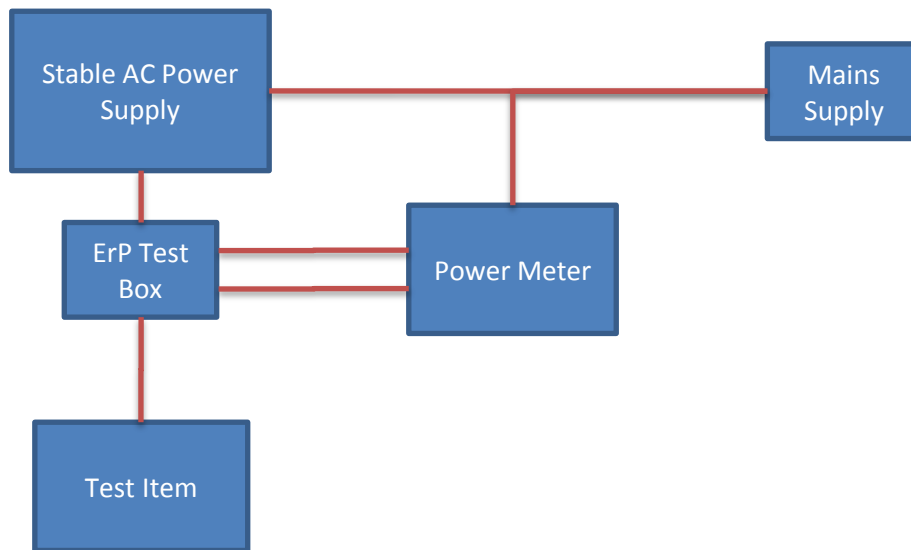 Stable AC Power
Supply
Mains
Supply
ErP Test
Box
Power Meter
Test Item